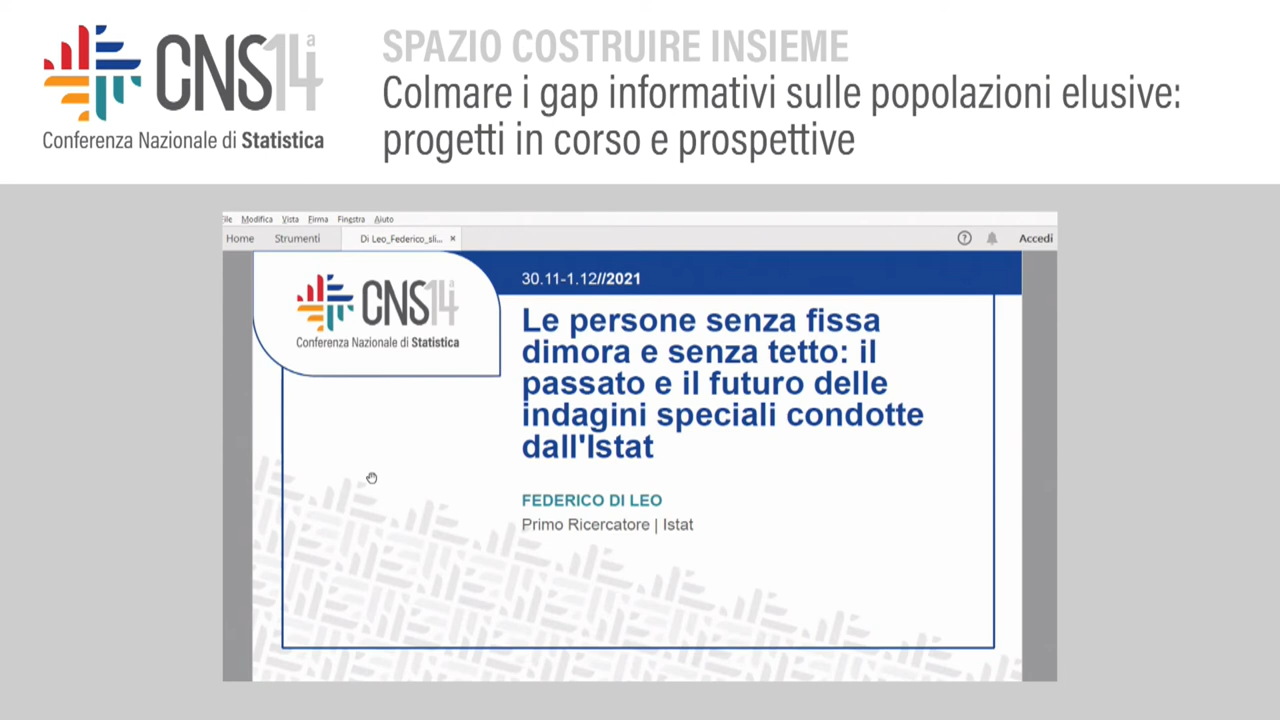 CNS14a
Conferenza Nazionale di Statistica
SPAZIO COSTRUIRE INSIEME
Colmare i gap informativi sulle popolazioni elusive:
progetti in corso e prospettive
ile Modifica Vista Firma Finestra Aiuto
Home Strumenti Di Leo_Federico_sli... × ? Accedi
CNS14a
Conferenza Nazionale di Statistica
30.11-1.12//2021
Le persone senza fissa
dimora e senza tetto: il
passato e il futuro delle
indagini speciali condotte
dall'Istat
FEDERICO DI LEO
Primo Ricercatore | Istat